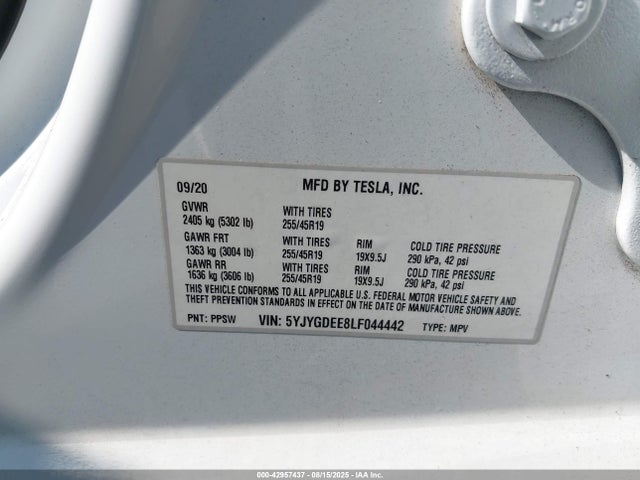 09/20 MFD BY TESLA, INC.
GVWR WITH TIRES
2405 kg (5302 lb) 255/45R19
GAWR FRT WITH TIRES RIM COLD TIRE PRESSURE
1363 kg (3004 lb) 255/45R19 19X9.5J 290 kPa, 42 psi
GAWR RR WITH TIRES RIM COLD TIRE PRESSURE
1636 kg (3606 lb) 255/45R19 19X9.5J 290 kPa, 42 psi
THIS VEHICLE CONFORMS TO ALL APPLICABLE U.S. FEDERAL MOTOR VEHICLE SAFETY AND
THEFT PREVENTION STANDARDS IN EFFECT ON THE DATE OF MANUFACTURE SHOWN ABOVE.
PNT: PPSW VIN: 5YJYGDEE8LF044442 TYPE: MPV
000-42957437 - 08/15/2025 - IAA Inc.